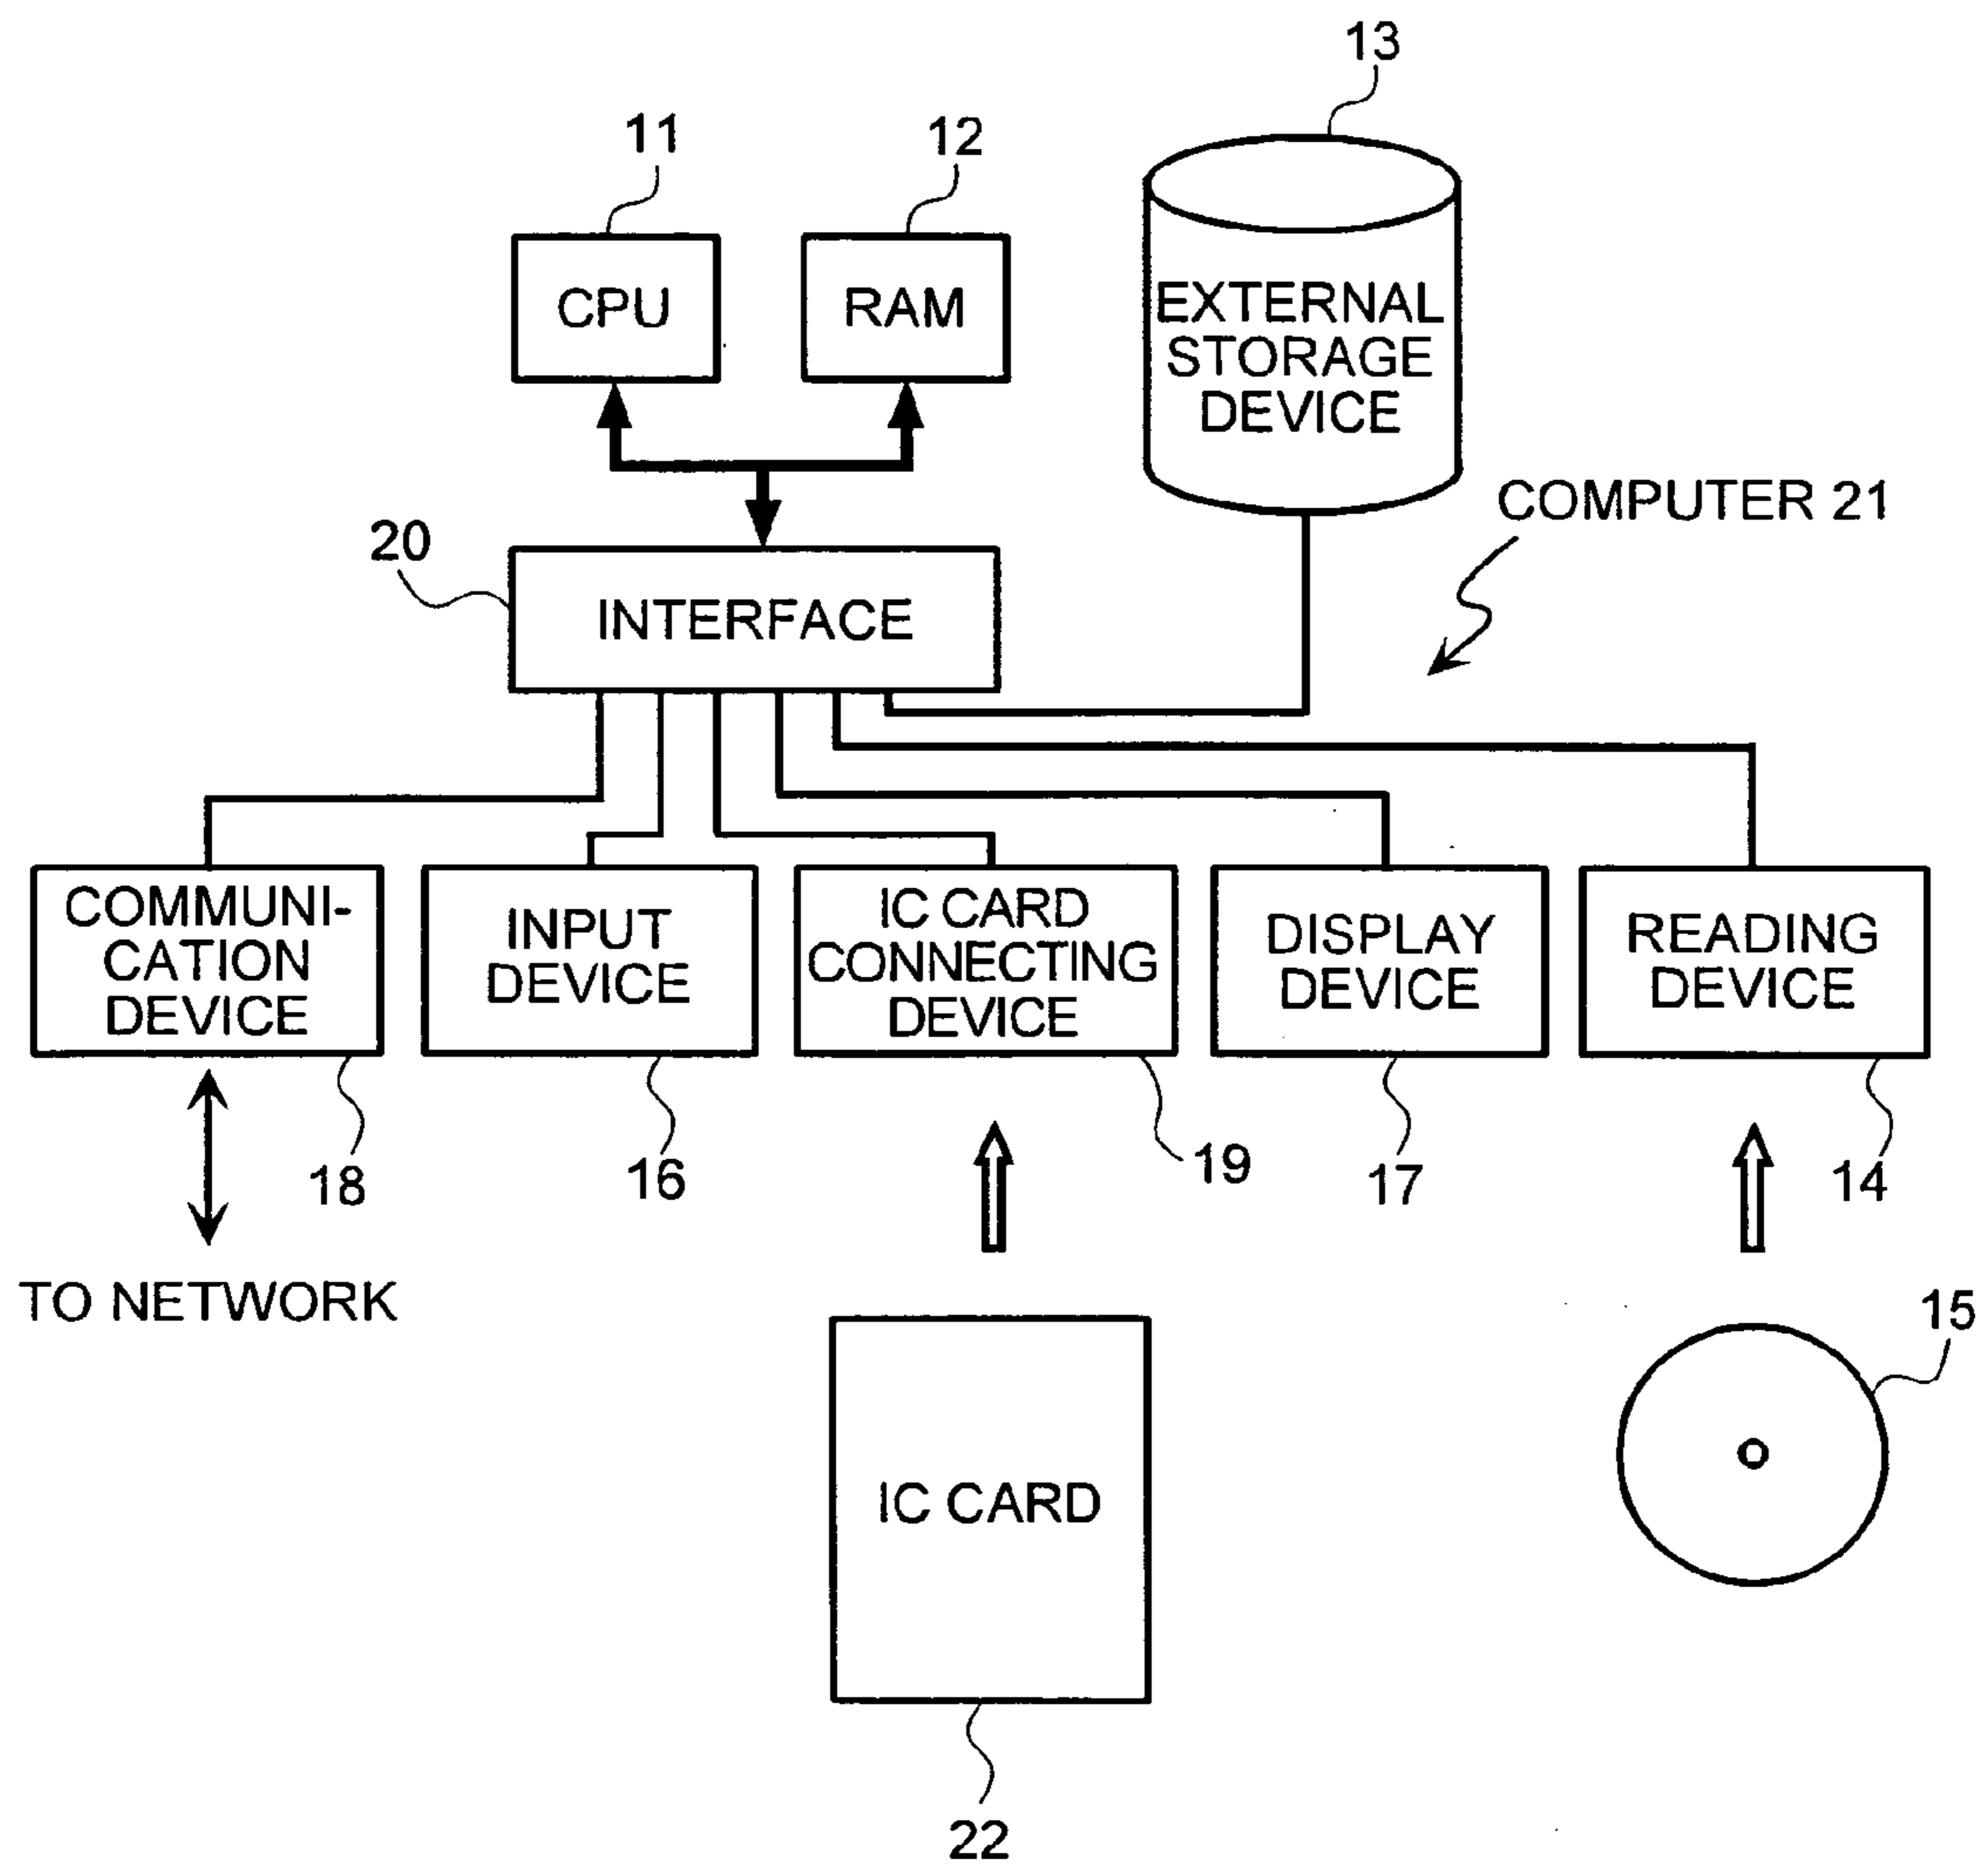 13
11
12
CPU
RAM
EXTERNAL
STORAGE
DEVICE
COMPUTER 21
20
INTERFACE
COMMUNI-
CATION
DEVICE
INPUT
DEVICE
IC CARD
CONNECTING
DEVICE
DISPLAY
DEVICE
READING
DEVICE
18
16
19
17
14
TO NETWORK
15
IC CARD
22